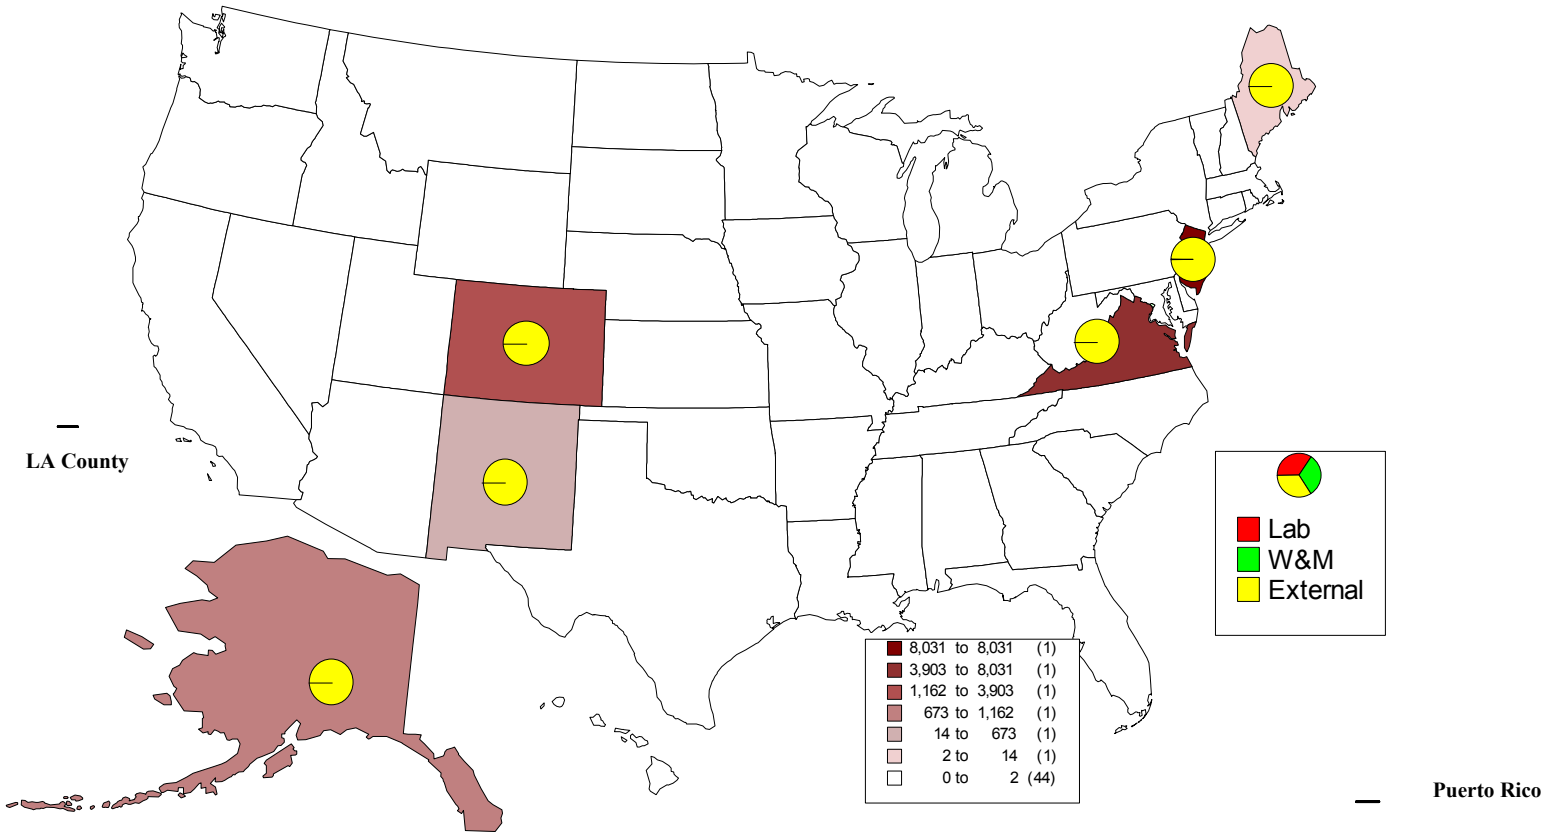 LA County
Lab
W&M
External
8,031 to 8,031 (1)
3,903 to 8,031 (1)
1,162 to 3,903 (1)
673 to 1,162 (1)
14 to 673 (1)
2 to 14 (1)
0 to 2 (44)
Puerto Rico